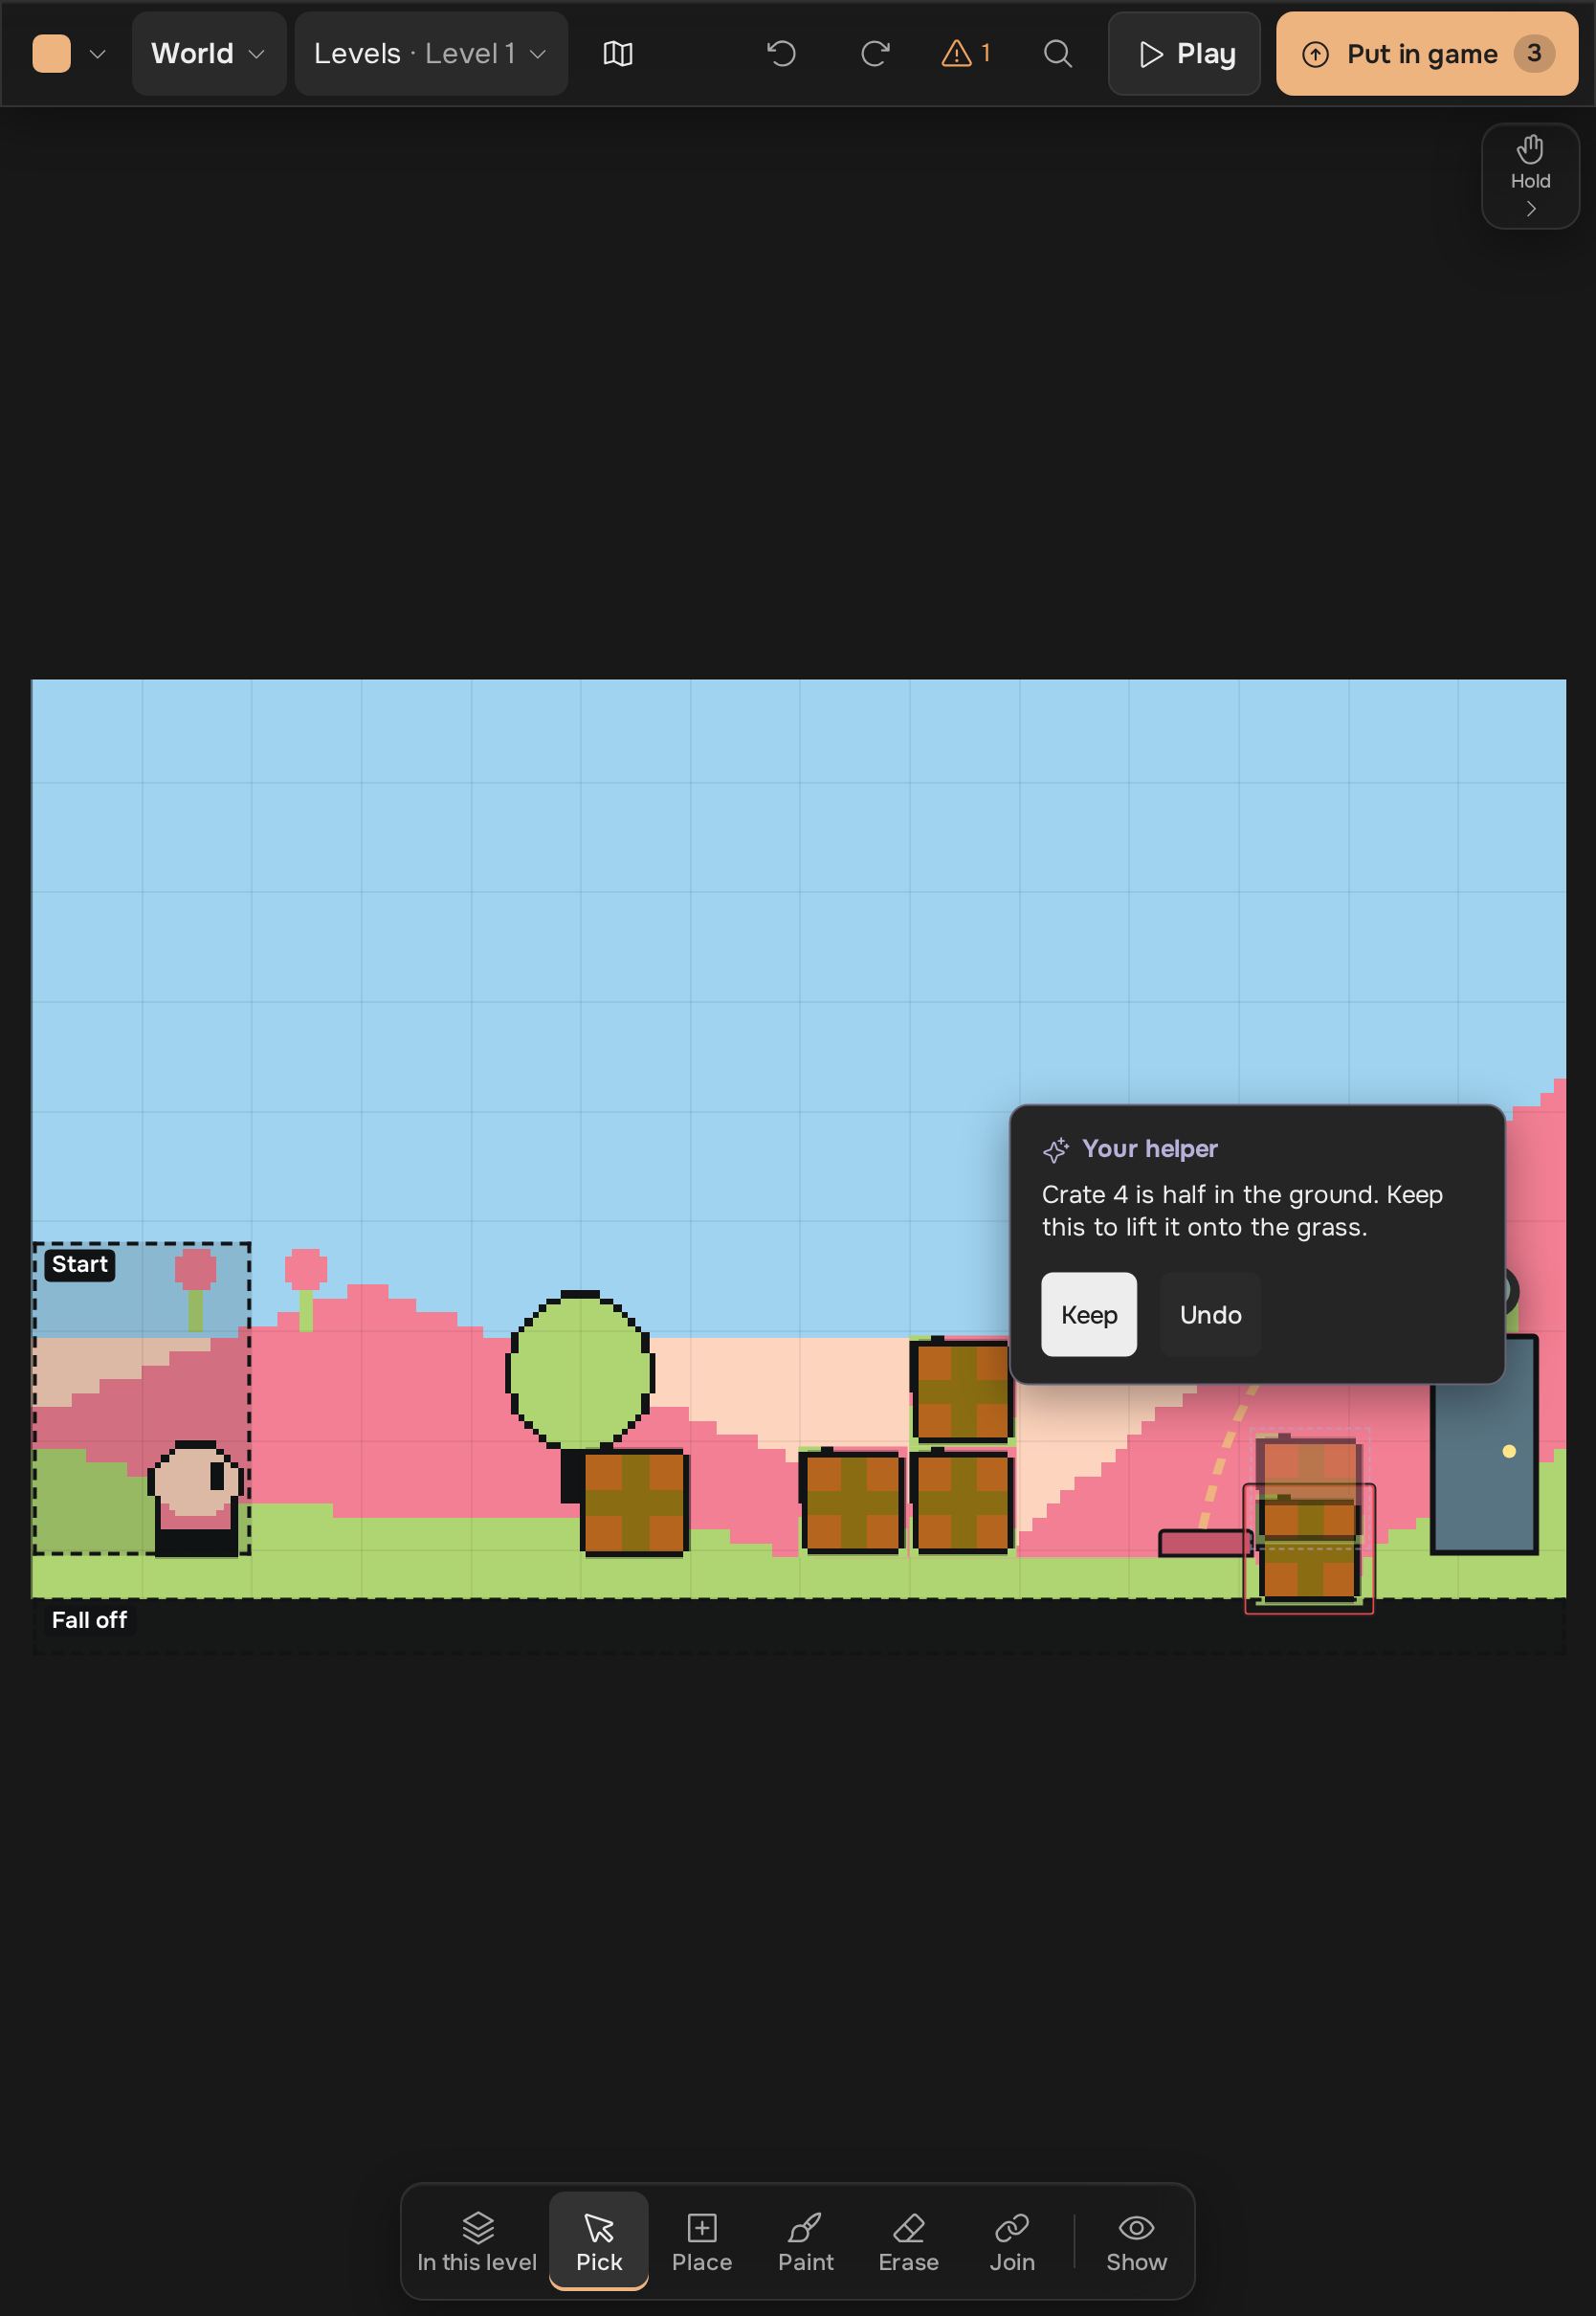 World
Levels · Level 1
1
Play
Put in game 3
Hold
Your helper
Crate 4 is half in the ground. Keep
this to lift it onto the grass.
Keep
Undo
Start
Fall off
In this level
Pick
Place
Paint
Erase
Join
Show